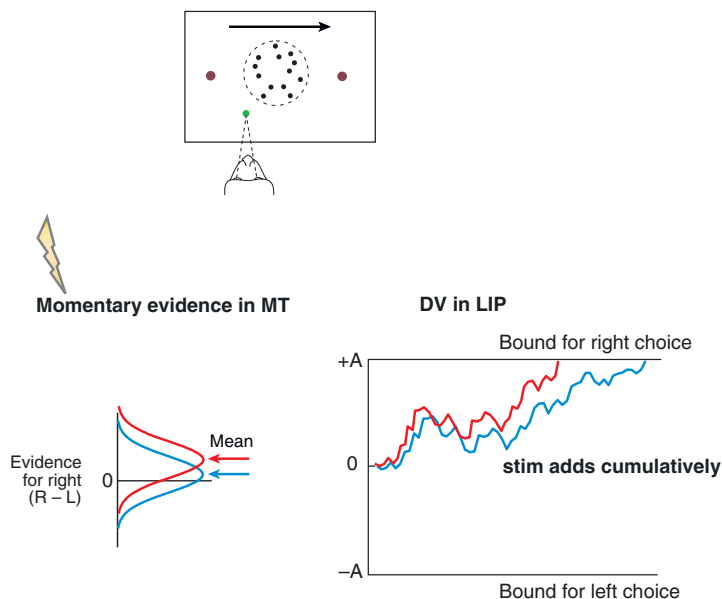 Momentary evidence in MT
DV in LIP
Bound for right choice
+A
Mean
Evidence
for right
(R – L)
0
0
stim adds cumulatively
–A
Bound for left choice